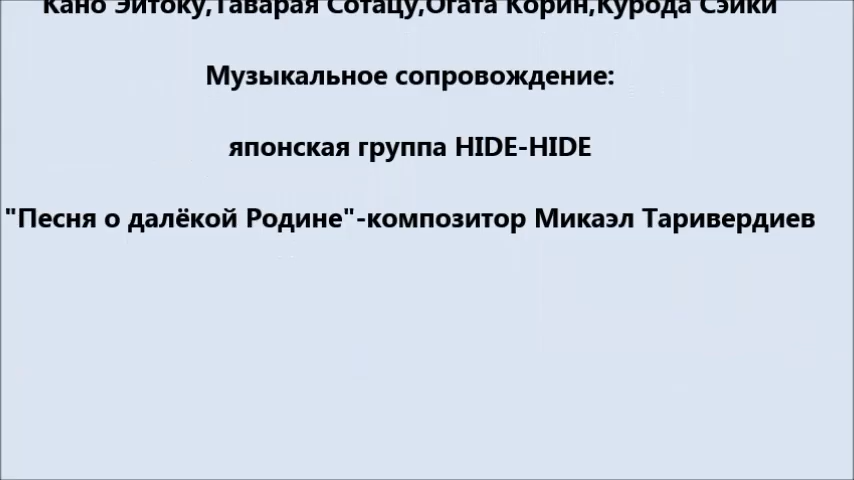 Кано Эйтоку,Таварая Сотацу,Огата Корин,Курода Сэйки
Музыкальное сопровождение:
японская группа HIDE-HIDE
"Песня о далёкой Родине"-композитор Микаэл Таривердиев